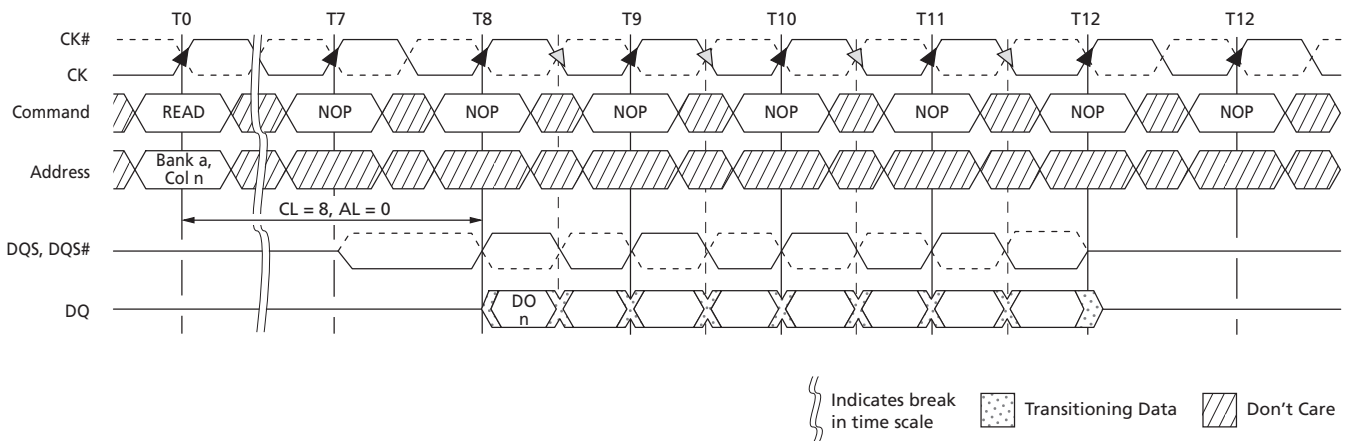 T0 T7 T8 T9 T10 T11 T12 T12
CK#
CK
Command READ NOP NOP NOP NOP NOP NOP NOP
Address Bank a,
Col n
CL = 8, AL = 0
DQS, DQS#
DQ DO
n
Indicates break
in time scale
Transitioning Data
Don't Care